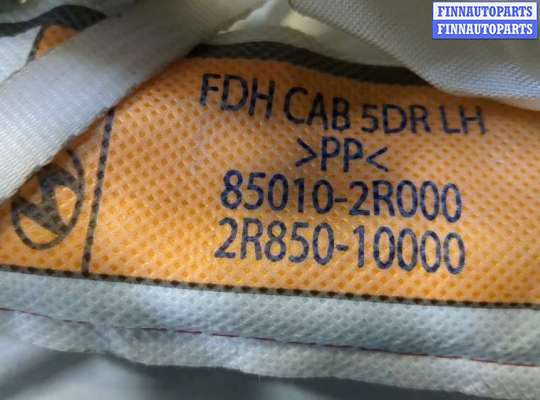 FINNAUTOPARTS
FINNAUTOPARTS
FDH CAB 5DR LH
>PP<
85010-2R000
2R850-10000